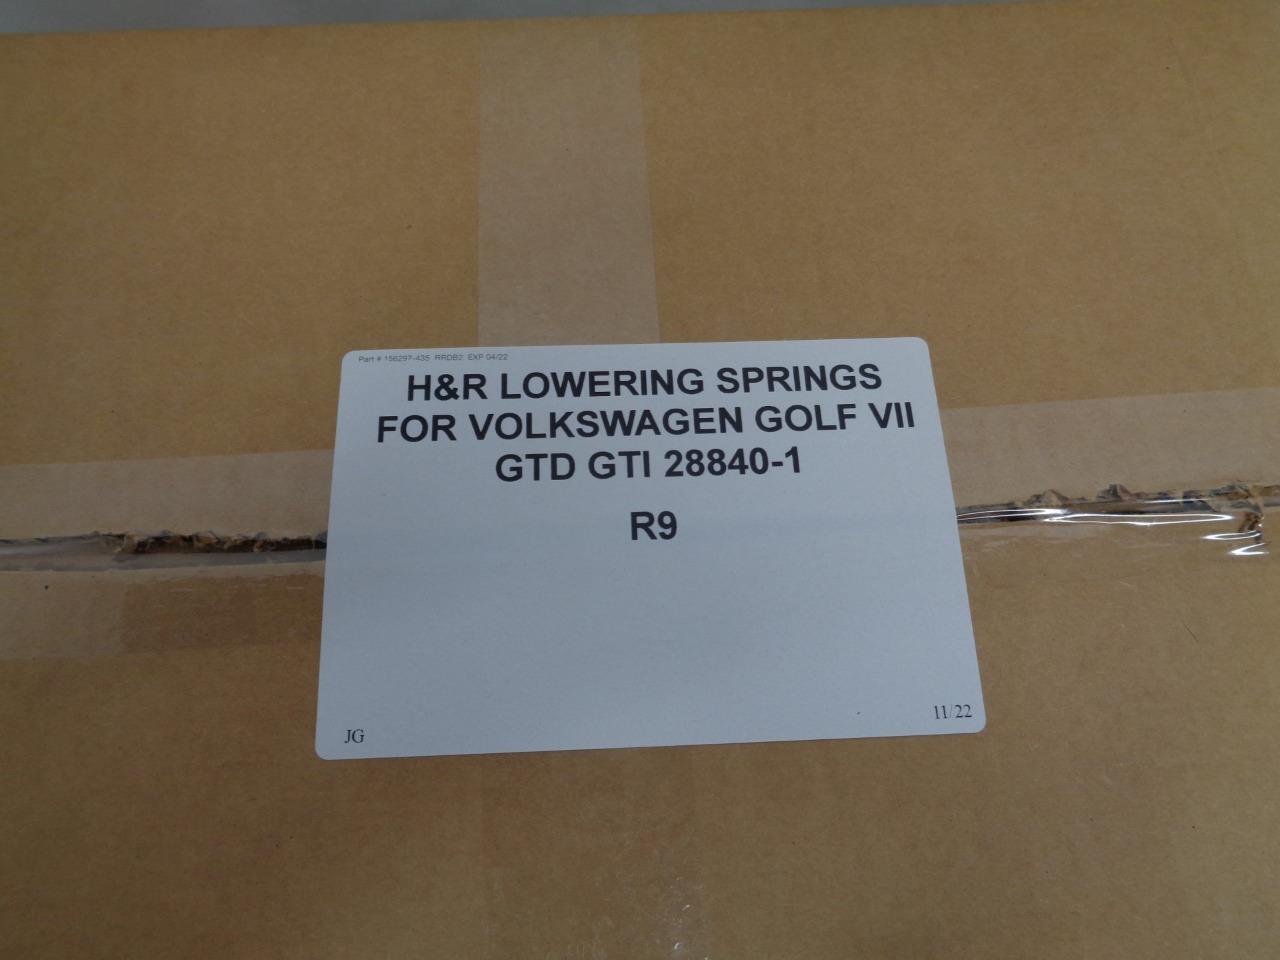 Part # 156297-435 RRDB2 EXP 04/22
H&R LOWERING SPRINGS
FOR VOLKSWAGEN GOLF VII
GTD GTI 28840-1
R9
JG
11/22